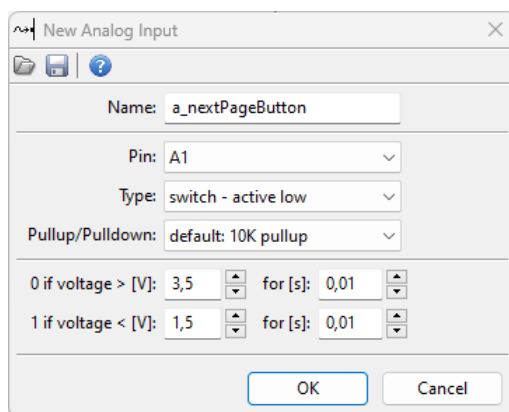 New Analog Input
Name: a_nextPageButton
Pin: A1
Type: switch - active low
Pullup/Pulldown: default: 10K pullup
0 if voltage > [V]: 3,5 for [s]: 0,01
1 if voltage < [V]: 1,5 for [s]: 0,01
OK Cancel